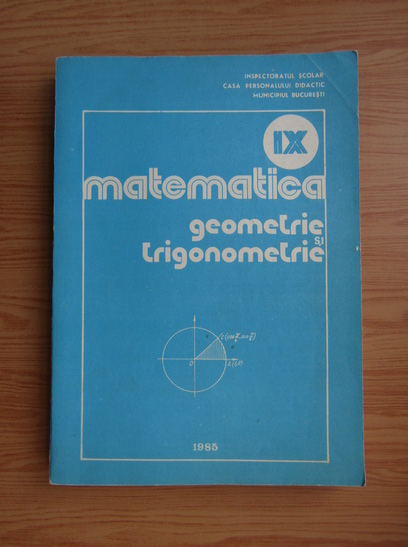 INSPECTORATUL ȘCOLAR
CASA PERSONALULUI DIDACTIC
MUNICIPIUL BUCUREȘTI
IX
matematica
geometrie
ȘI
trigonometrie
O
1985